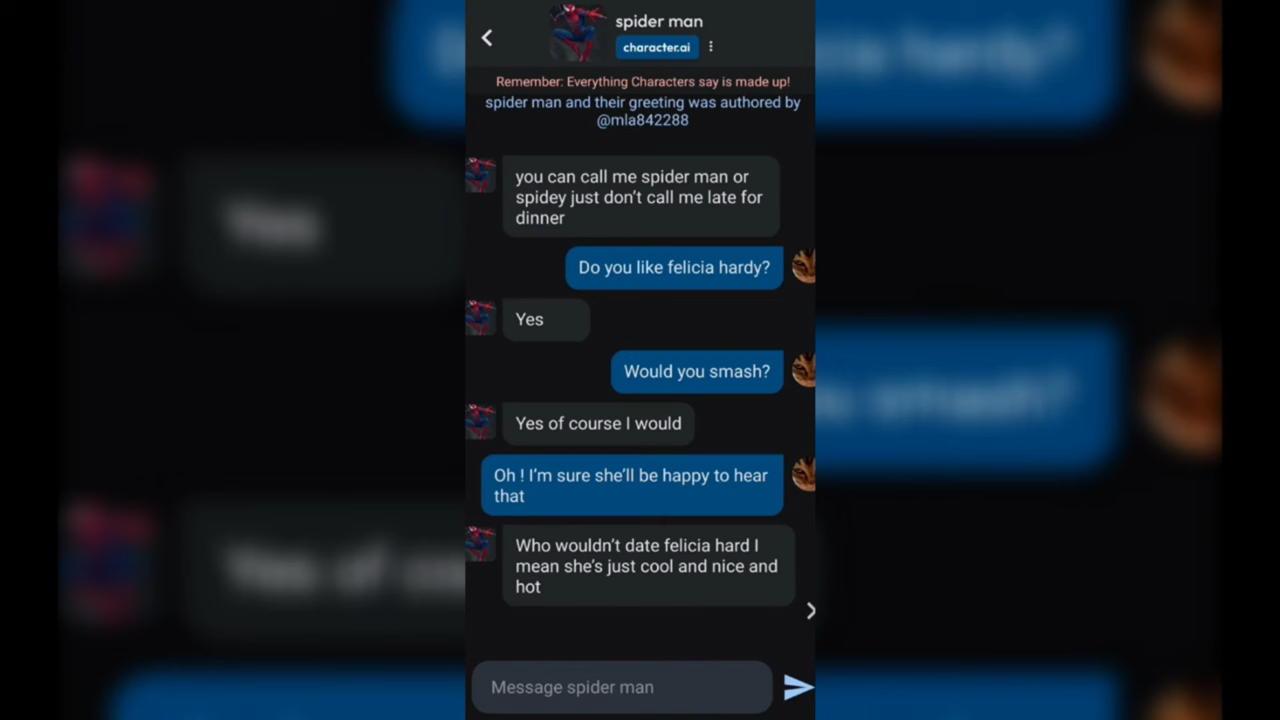 spider man
character.ai
Remember: Everything Characters say is made up!
spider man and their greeting was authored by
@mla842288
you can call me spider man or
spidey just don't call me late for
dinner
Do you like felicia hardy?
Yes
Would you smash?
Yes of course I would
Oh ! I'm sure she'll be happy to hear
that
Who wouldn't date felicia hard I
mean she's just cool and nice and
hot
Message spider man